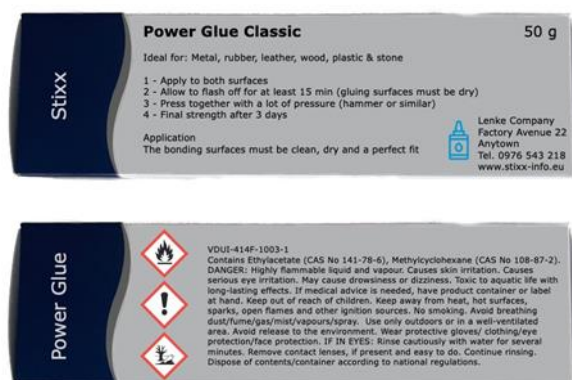 Stixx
Power Glue Classic
50 g
Ideal for: Metal, rubber, leather, wood, plastic & stone
1 - Apply to both surfaces
2 - Allow to flash off for at least 15 min (gluing surfaces must be dry)
3 - Press together with a lot of pressure (hammer or similar)
4 - Final strength after 3 days
Application
The bonding surfaces must be clean, dry and a perfect fit
Lenke Company
Factory Avenue 22
Anytown
Tel. 0976 543 218
www.stixx-info.eu
Power Glue
VDUI-414F-1003-1
Contains Ethylacetate (CAS No 141-78-6), Methylcyclohexane (CAS No 108-87-2).
DANGER: Highly flammable liquid and vapour. Causes skin irritation. Causes
serious eye irritation. May cause drowsiness or dizziness. Toxic to aquatic life with
long-lasting effects. If medical advice is needed, have product container or label
at hand. Keep out of reach of children. Keep away from heat, hot surfaces,
sparks, open flames and other ignition sources. No smoking. Avoid breathing
dust/fume/gas/mist/vapours/spray. Use only outdoors or in a well-ventilated
area. Avoid release to the environment. Wear protective gloves/ clothing/eye
protection/face protection. IF IN EYES: Rinse cautiously with water for several
minutes. Remove contact lenses, if present and easy to do. Continue rinsing.
Dispose of contents/container according to national regulations.